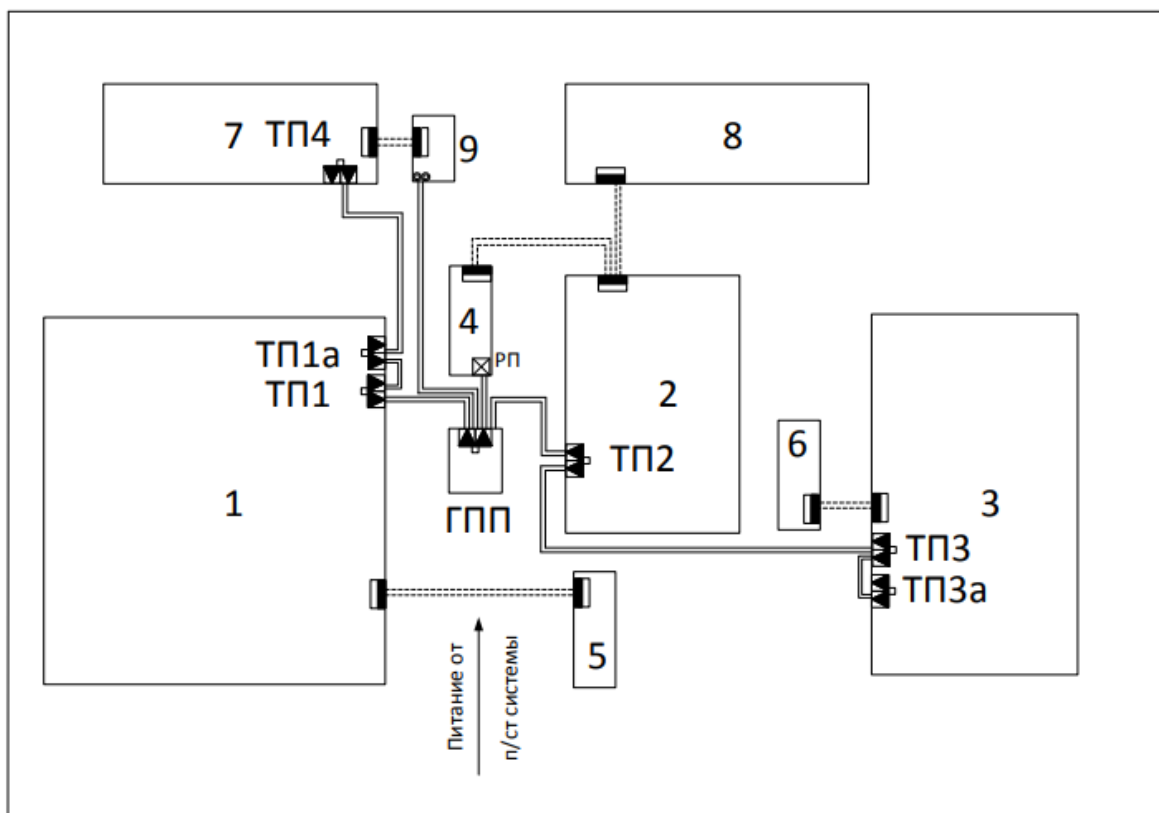 7 ТП4
9
8
4
РП
ТП1а
ТП1
2
6
ТП2
1
3
ГПП
ТП3
ТП3а
5
Питание от
п/ст системы